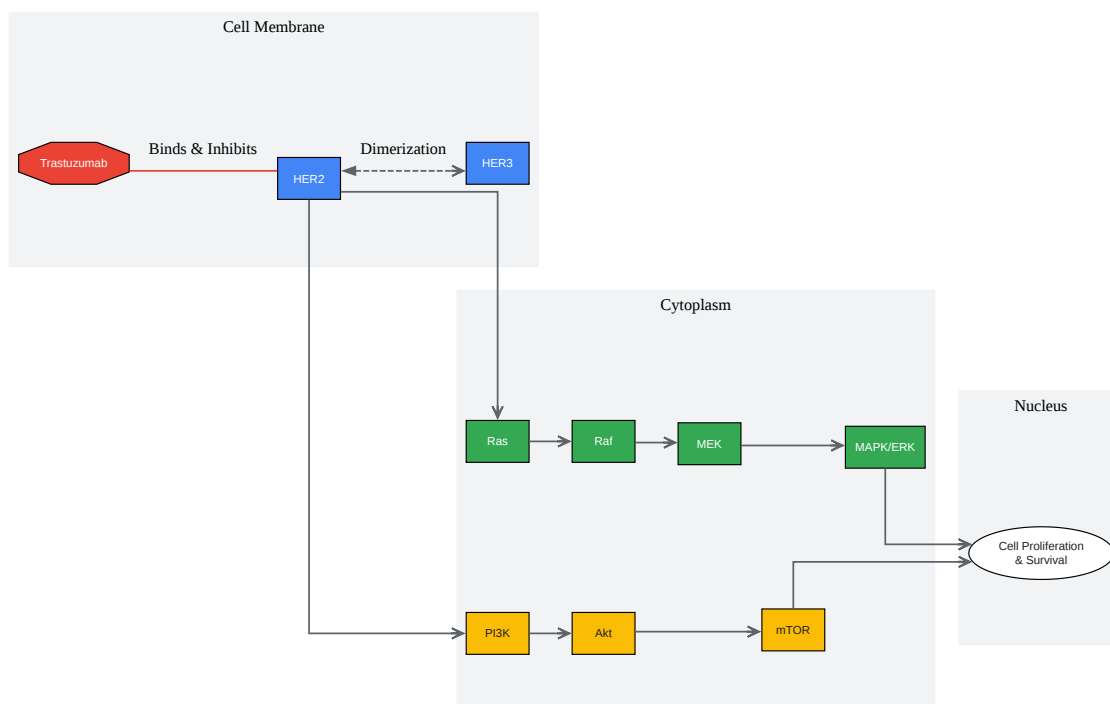 Cell Membrane
Trastuzumab
Binds & Inhibits
HER2
Dimerization
HER3
Cytoplasm
Ras
Raf
MEK
MAPK/ERK
Nucleus
Cell Proliferation
& Survival
PI3K
Akt
mTOR